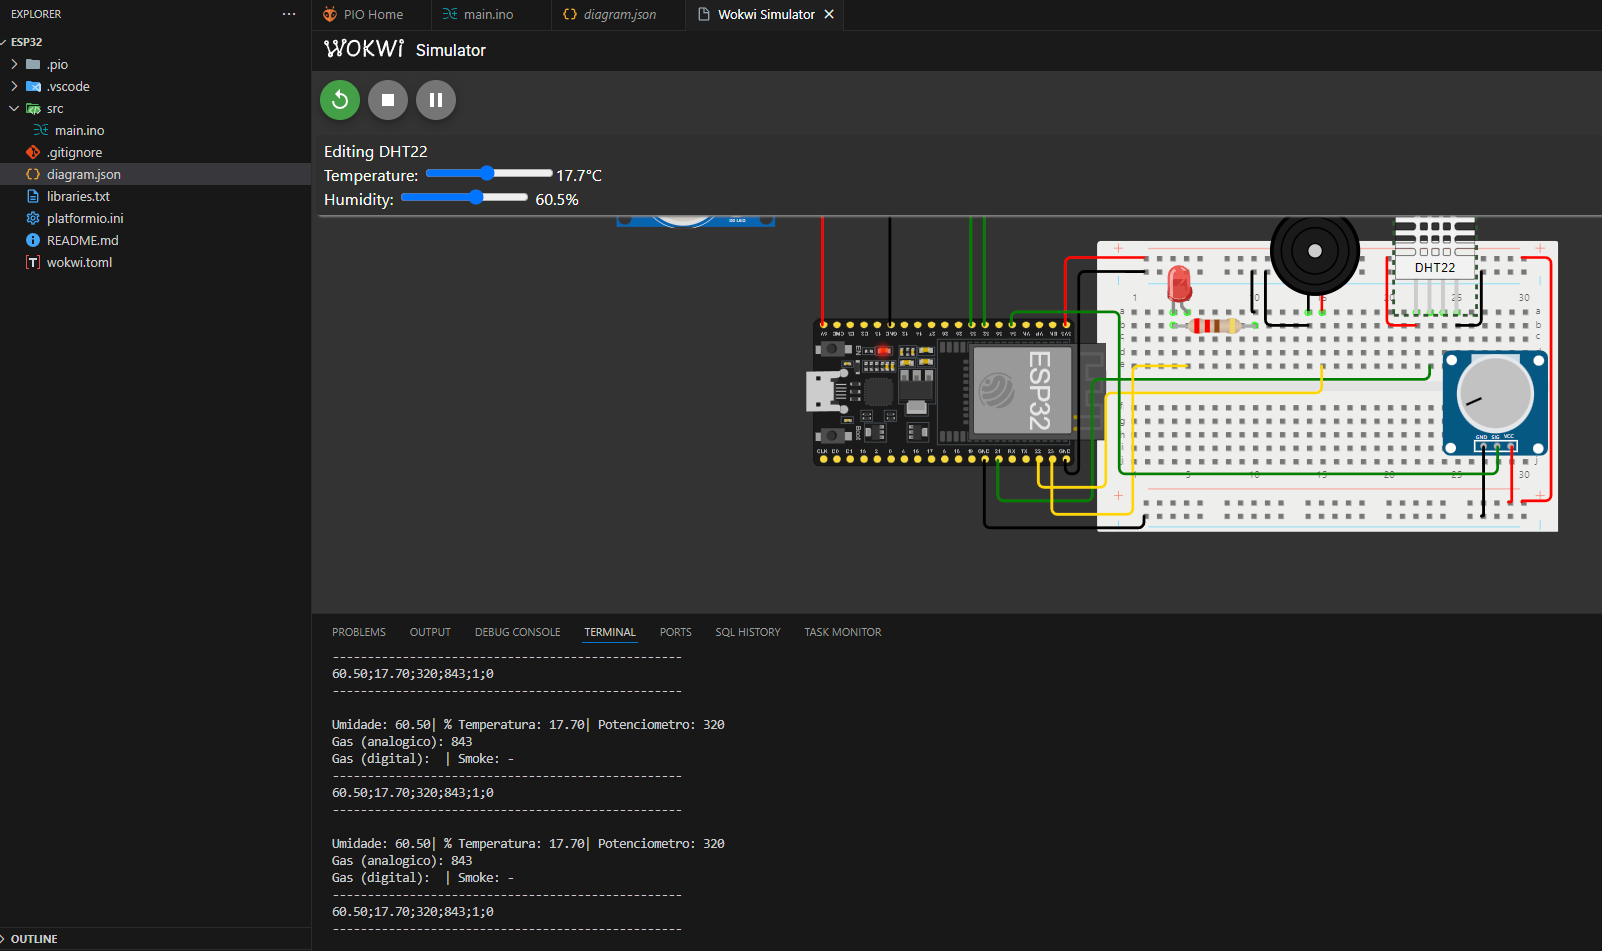 EXPLORER
ESP32
.pio
.vscode
src
main.ino
.gitignore
diagram.json
libraries.txt
platformio.ini
README.md
wokwi.toml
OUTLINE
PIO Home
main.ino
diagram.json
Wokwi Simulator
WOKWi Simulator
Editing DHT22
Temperature: 17.7°C
Humidity: 60.5%
DHT22
ESP32
EN
Boot
GND SIG VCC
PROBLEMS OUTPUT DEBUG CONSOLE TERMINAL PORTS SQL HISTORY TASK MONITOR
--------------------------------------------------
60.50;17.70;320;843;1;0
--------------------------------------------------
Umidade: 60.50| % Temperatura: 17.70| Potenciometro: 320
Gas (analogico): 843
Gas (digital):  | Smoke: -
--------------------------------------------------
60.50;17.70;320;843;1;0
--------------------------------------------------
Umidade: 60.50| % Temperatura: 17.70| Potenciometro: 320
Gas (analogico): 843
Gas (digital):  | Smoke: -
--------------------------------------------------
60.50;17.70;320;843;1;0
--------------------------------------------------